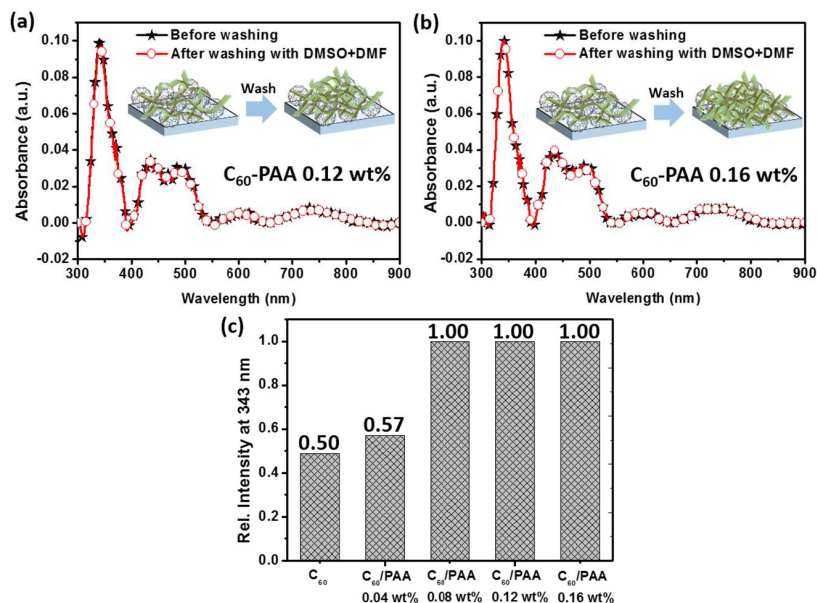 (a)
Before washing
After washing with DMSO+DMF
0.10
0.08
0.06
0.04
0.02
0.00
-0.02
Absorbance (a.u.)
Wash
C₆₀-PAA 0.12 wt%
300 400 500 600 700 800 900
Wavelength (nm)
(b)
Before washing
After washing with DMSO+DMF
0.10
0.08
0.06
0.04
0.02
0.00
-0.02
Absorbance (a.u.)
Wash
C₆₀-PAA 0.16 wt%
300 400 500 600 700 800 900
Wavelength (nm)
(c)
1.0
0.8
0.6
0.4
0.2
0.0
Rel. Intensity at 343 nm
0.50
0.57
1.00
1.00
1.00
C₆₀
C₆₀/PAA
0.04 wt%
C₆₀/PAA
0.08 wt%
C₆₀/PAA
0.12 wt%
C₆₀/PAA
0.16 wt%